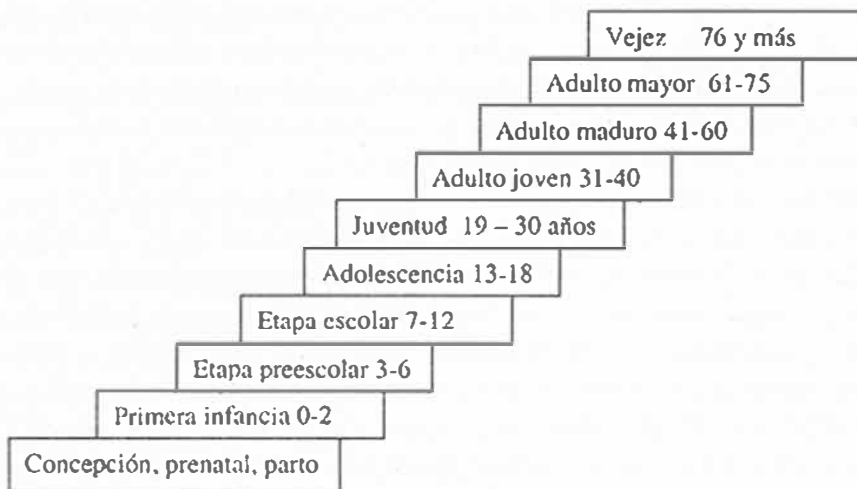 Vejez 76 y más
Adulto mayor 61-75
Adulto maduro 41-60
Adulto joven 31-40
Juventud 19 – 30 años
Adolescencia 13-18
Etapa escolar 7-12
Etapa preescolar 3-6
Primera infancia 0-2
Concepción, prenatal, parto